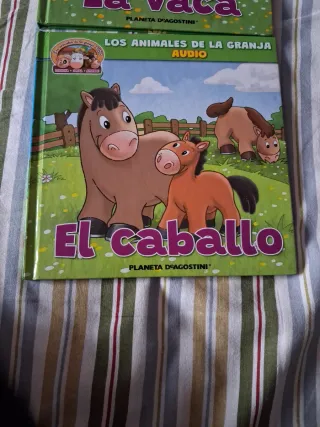 La vaca
PLANETA DeAGOSTINI
LOS ANIMALES DE LA GRANJA
AUDIO
El caballo
PLANETA DeAGOSTINI